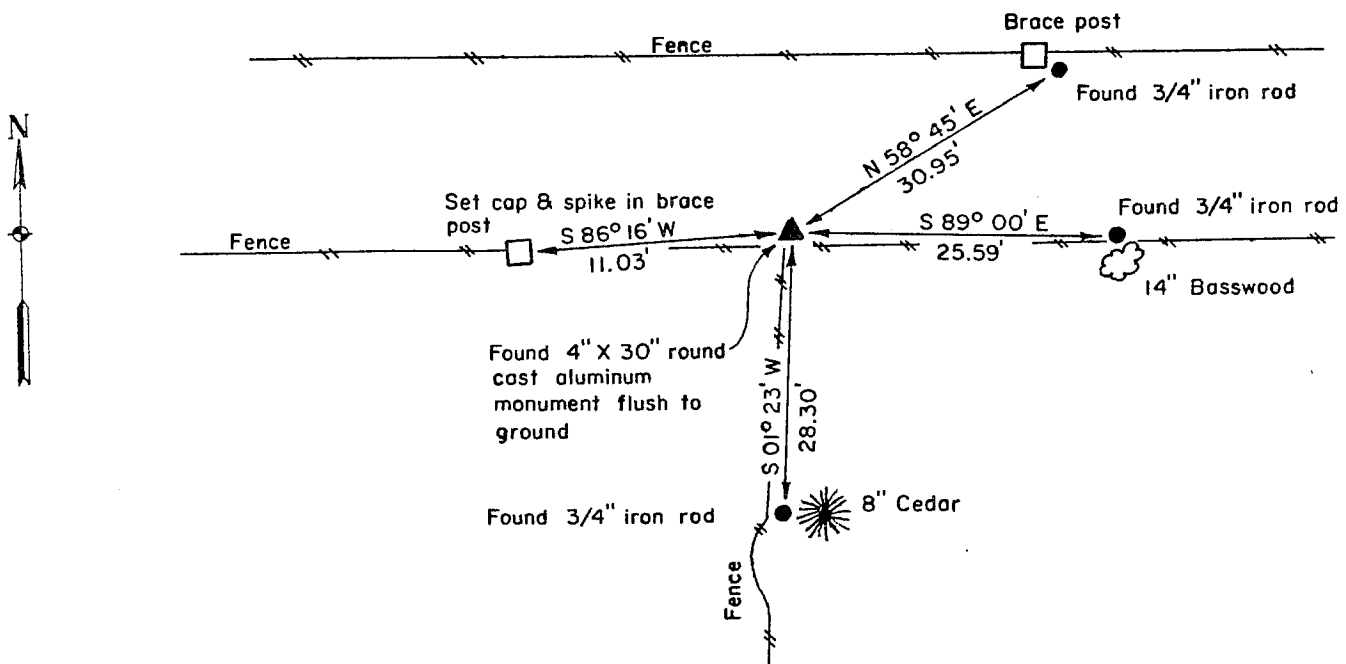 Brace post
Fence
Found 3/4" iron rod
N
N 58° 45' E
30.95'
Set cap & spike in brace
post
Found 3/4" iron rod
Fence
S 86° 16' W
11.03'
S 89° 00' E
25.59'
14" Basswood
Found 4" X 30" round
cast aluminum
monument flush to
ground
S 01° 23' W
28.30'
Found 3/4" iron rod
8" Cedar
Fence